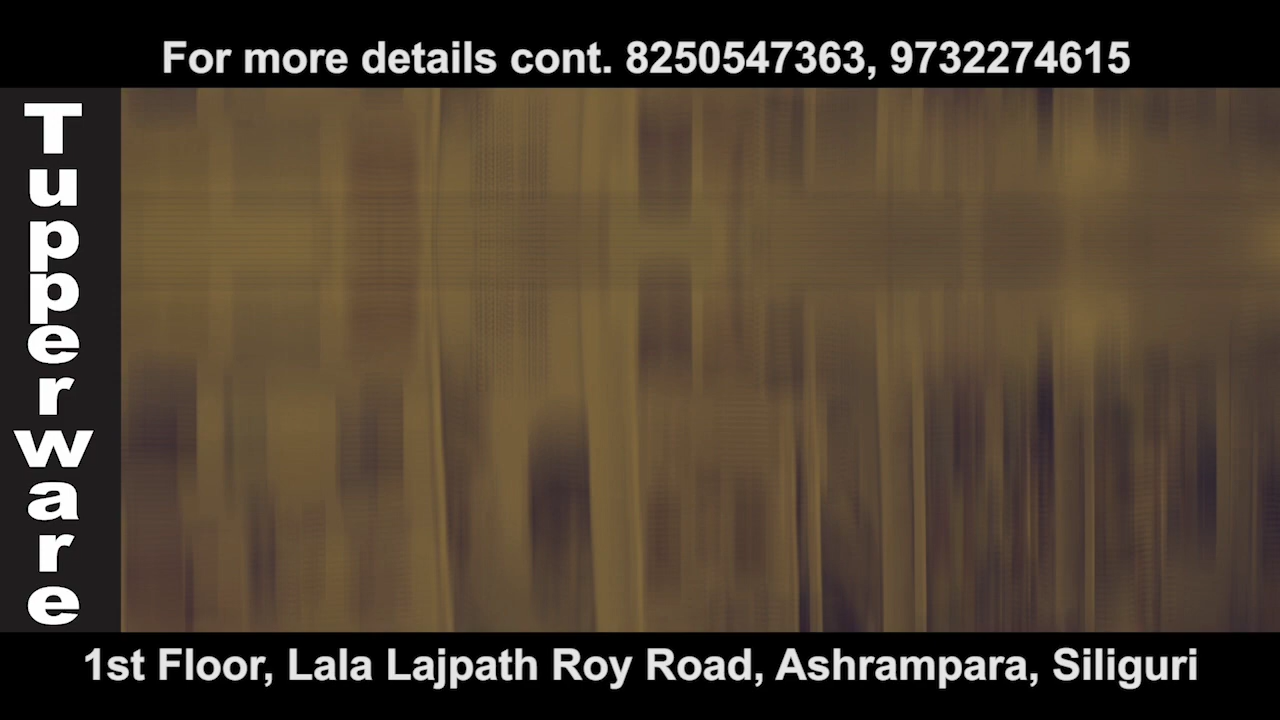 For more details cont. 8250547363, 9732274615
Tupperware
1st Floor, Lala Lajpath Roy Road, Ashrampara, Siliguri